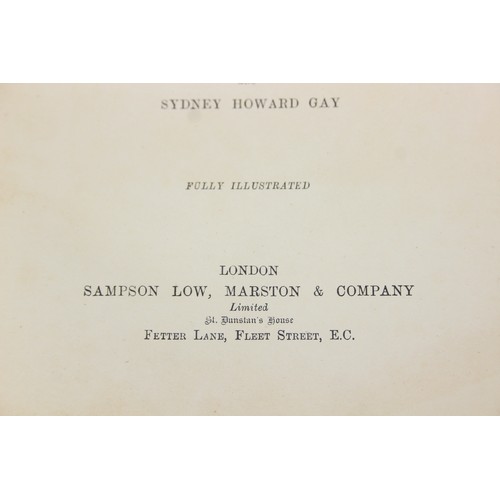 SYDNEY HOWARD GAY
FULLY ILLUSTRATED
LONDON
SAMPSON LOW, MARSTON & COMPANY
Limited
St. Dunstan's House
FETTER LANE, FLEET STREET, E.C.